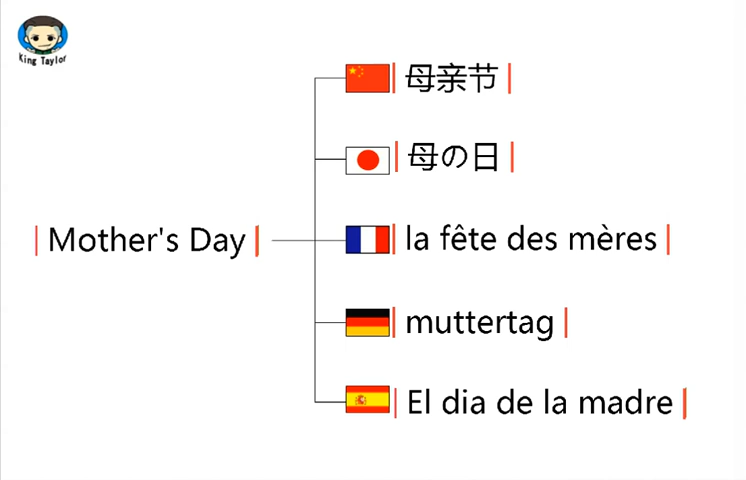 King Taylor
母亲节
母の日
Mother's Day
la fête des mères
muttertag
El dia de la madre